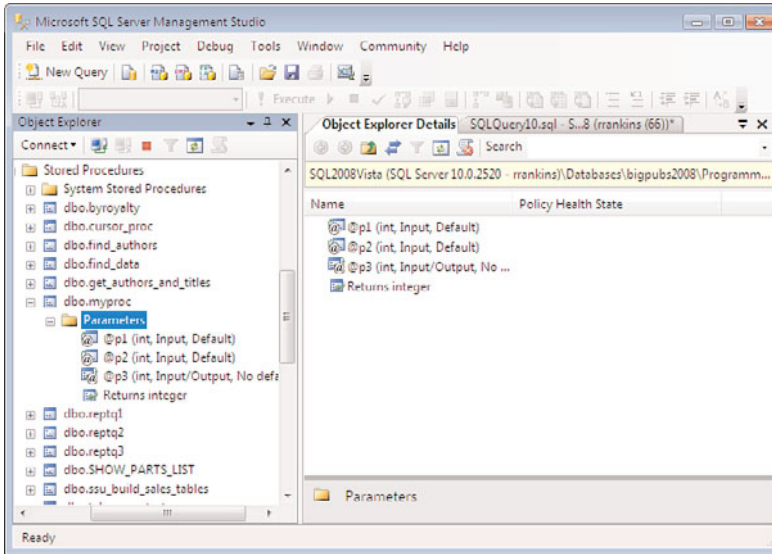 Microsoft SQL Server Management Studio
File Edit View Project Debug Tools Window Community Help
New Query
Execute
Object Explorer
Connect
Stored Procedures
System Stored Procedures
dbo.byroyalty
dbo.cursor_proc
dbo.find_authors
dbo.find_data
dbo.get_authors_and_titles
dbo.myproc
Parameters
@p1 (int, Input, Default)
@p2 (int, Input, Default)
@p3 (int, Input/Output, No defa
Returns integer
dbo.reptq1
dbo.reptq2
dbo.reptq3
dbo.SHOW_PARTS_LIST
dbo.ssu_build_sales_tables
Object Explorer Details SQLQuery10.sql - S...8 (rrankins (66))*
Search
SQL2008Vista (SQL Server 10.0.2520 - rrankins)\Databases\bigpubs2008\Programm...
Name Policy Health State
@p1 (int, Input, Default)
@p2 (int, Input, Default)
@p3 (int, Input/Output, No ...
Returns integer
Parameters
Ready